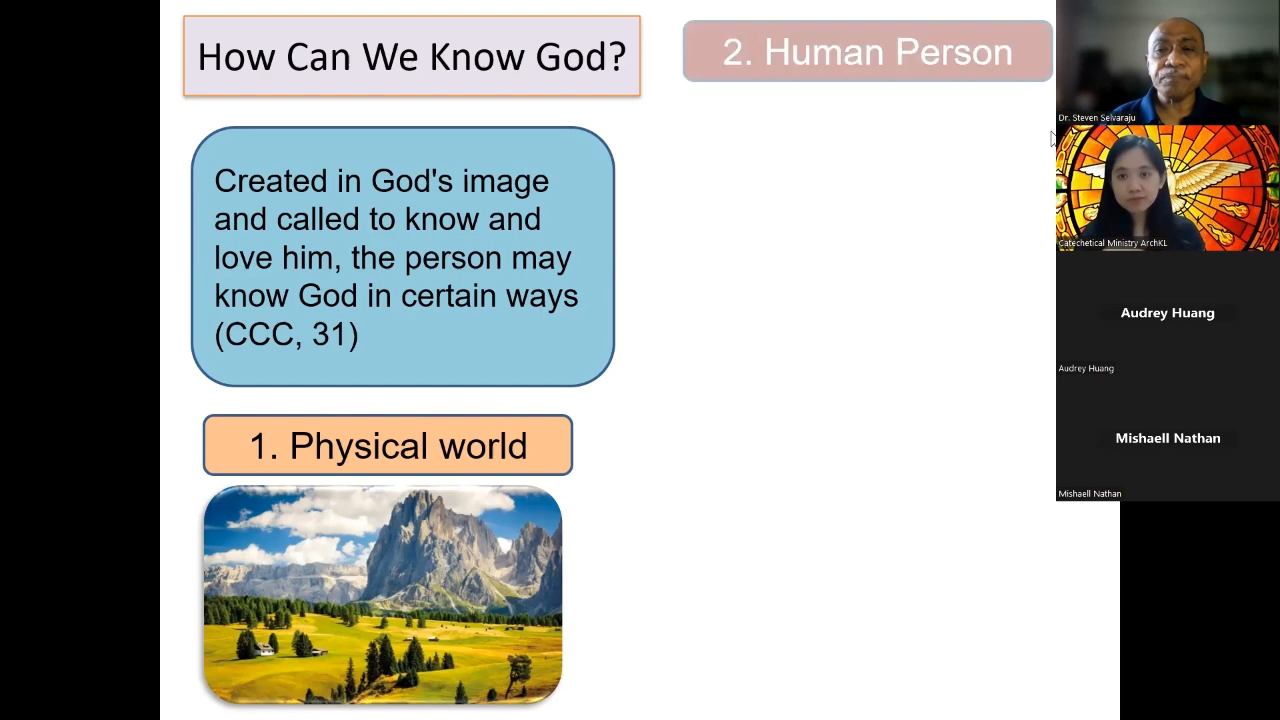 How Can We Know God?
Created in God's image
and called to know and
love him, the person may
know God in certain ways
(CCC, 31)
1. Physical world
2. Human Person
Dr. Steven Selvaraju
Catechetical Ministry ArchKL
Audrey Huang
Audrey Huang
Mishaell Nathan
Mishaell Nathan